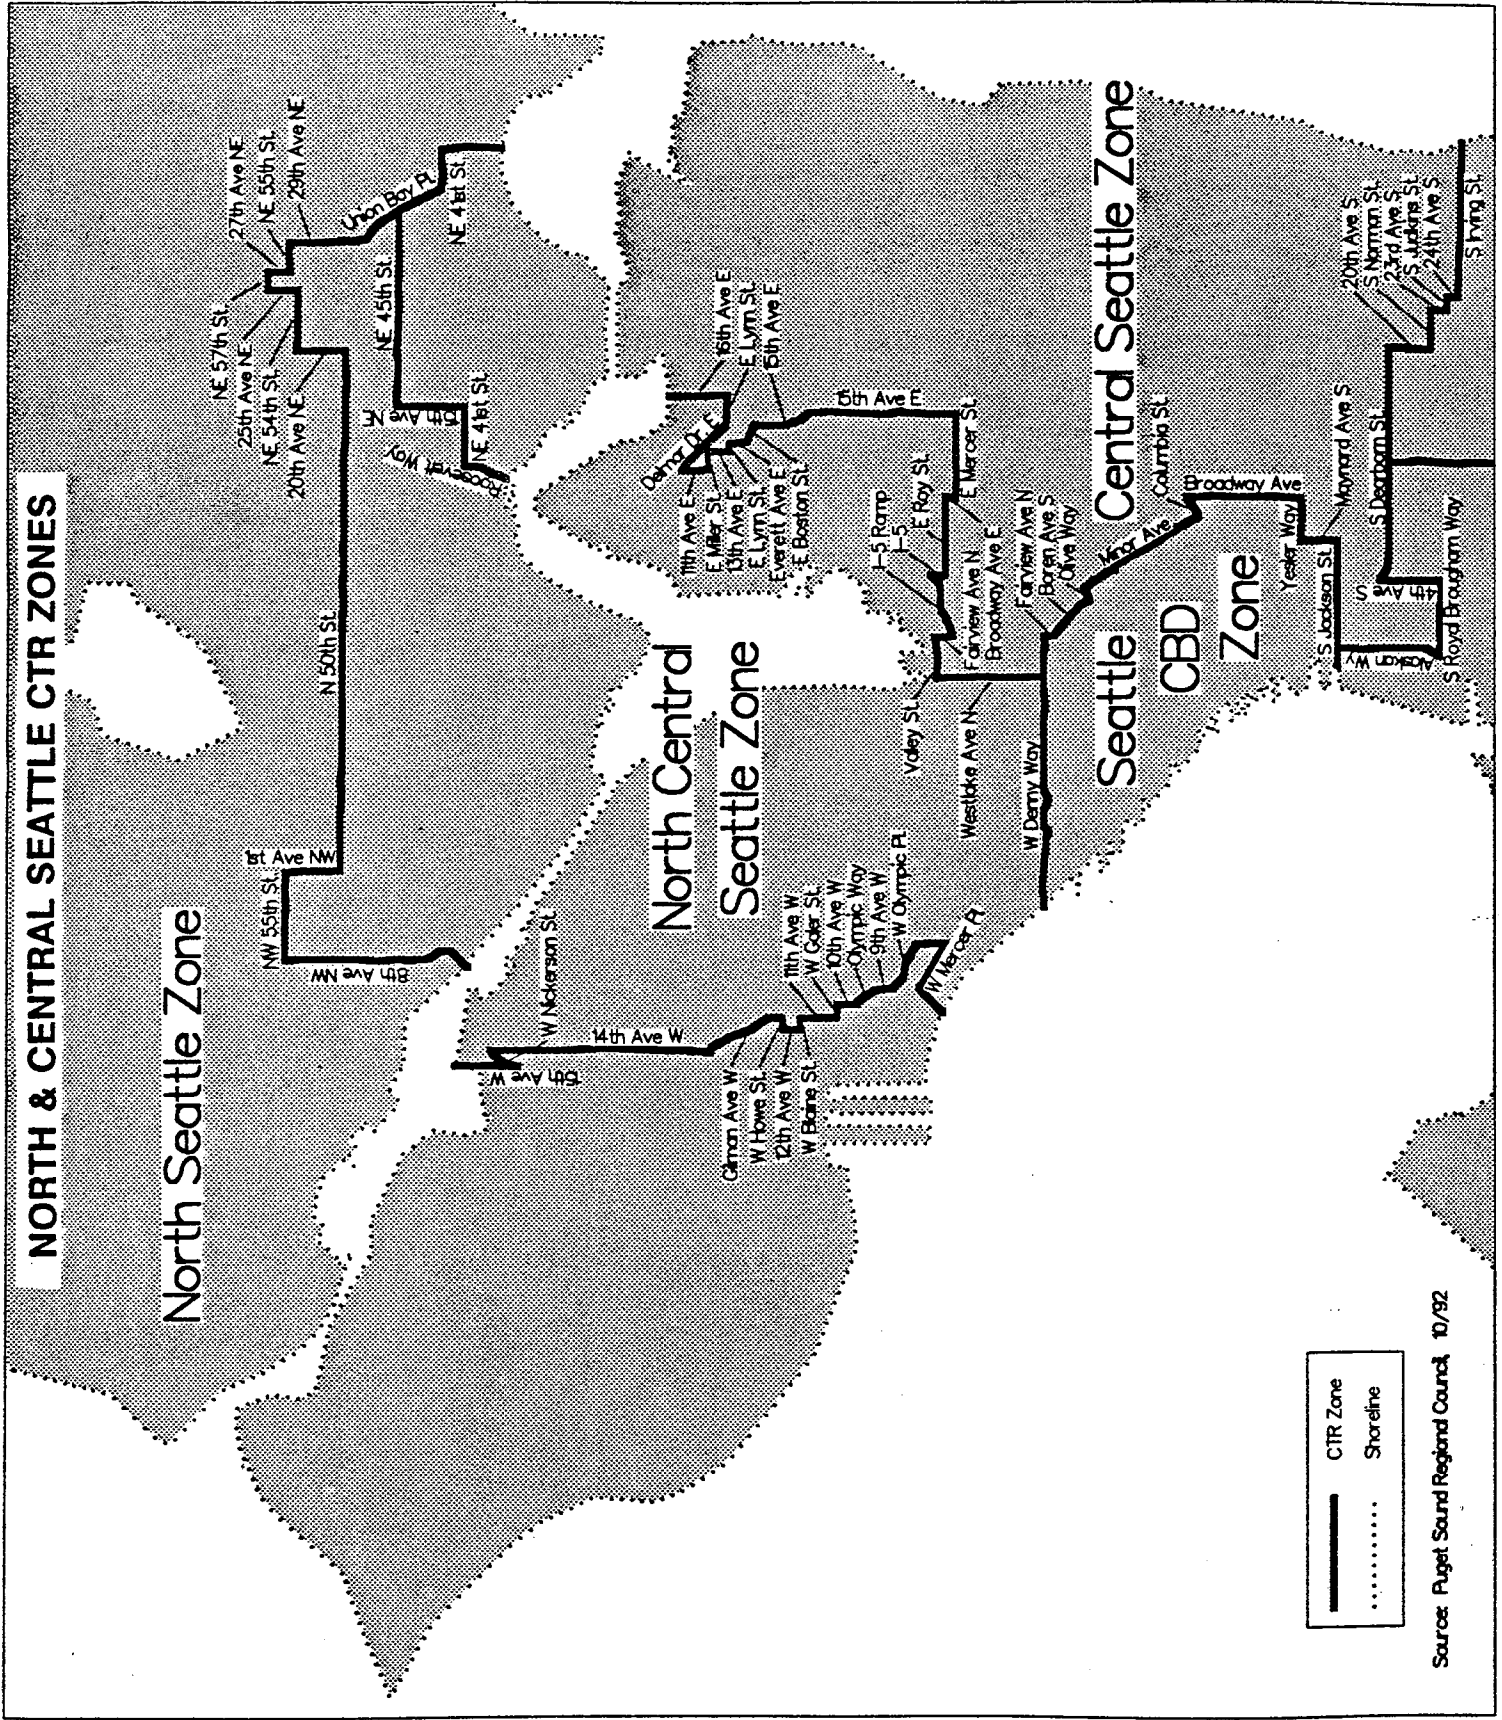 NORTH & CENTRAL SEATTLE CTR ZONES
North Seattle Zone
NW 55th St.
1st Ave NW
8th Ave NW
N 50th St.
NE 57th St.
25th Ave NE
NE 54th St.
20th Ave NE
27th Ave NE
NE 55th St.
29th Ave NE
Union Bay Pl.
NE 41st St.
NE 45th St.
15th Ave NE
NE 41st St.
Roosevelt Way
15th Ave W
W Nickerson St.
14th Ave W
Gilman Ave W
W Howe St.
12th Ave W
W Blaine St.
11th Ave W
W Galer St.
10th Ave W
Olympic Way
9th Ave W
W Olympic Pl.
W Mercer Pl.
North Central
Seattle Zone
Delmar Dr. E
16th Ave E
E Lynn St.
15th Ave E
11th Ave E
E Miller St.
13th Ave E
E Lynn St.
Everett Ave E
E Boston St.
15th Ave E
E Mercer St.
I-5 Ramp
I-5
E Roy St.
Fairview Ave N
Broadway Ave E
Valley St.
Westlake Ave N
W Denny Way
Fairview Ave N
Boren Ave S
Olive Way
Minor Ave
Columbia St.
Central Seattle Zone
Seattle
CBD
Zone
Broadway Ave
Yesler Way
Maynard Ave S
S Jackson St.
Alaskan Wy
4th Ave S
S Royal Brougham Way
S Dearborn St.
20th Ave S
S Norman St.
23rd Ave S
S Judkins St.
24th Ave S
S Irving St.
CTR Zone
Shoreline
Source: Puget Sound Regional Council, 10/92